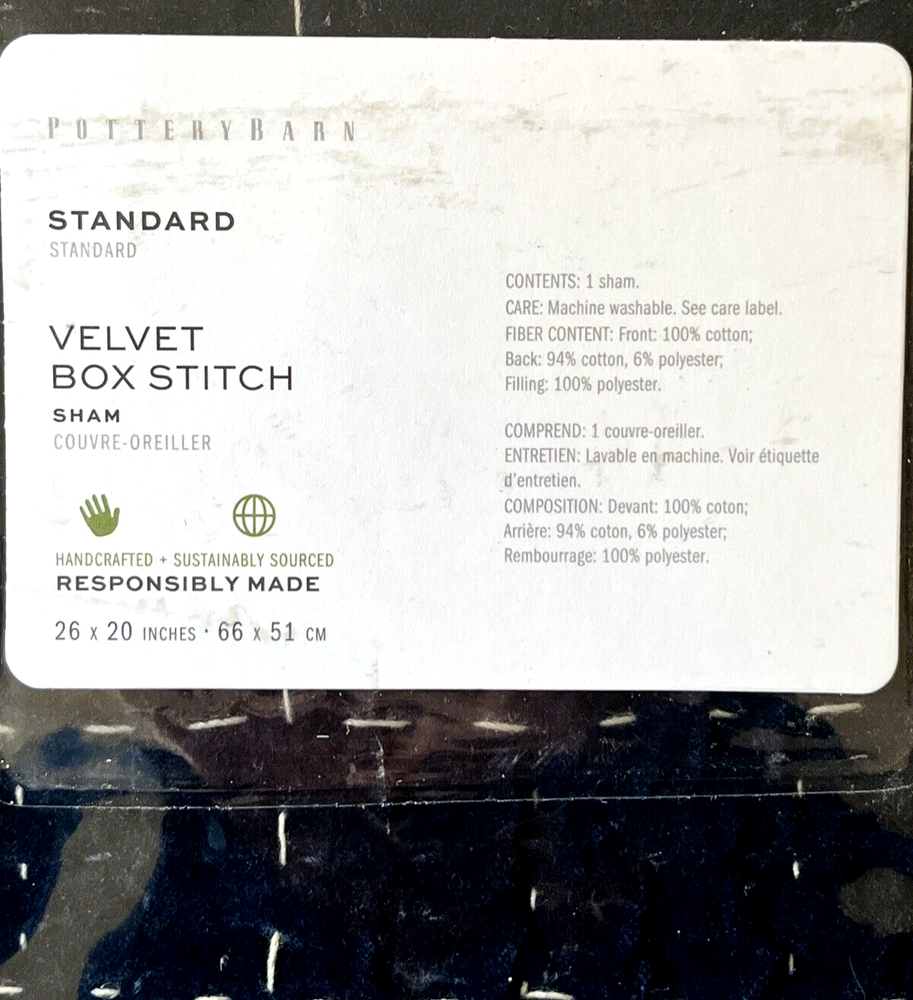 POTTERYBARN
STANDARD
STANDARD
VELVET
BOX STITCH
SHAM
COUVRE-OREILLER
HANDCRAFTED + SUSTAINABLY SOURCED
RESPONSIBLY MADE
26 x 20 INCHES · 66 x 51 CM
CONTENTS: 1 sham.
CARE: Machine washable. See care label.
FIBER CONTENT: Front: 100% cotton;
Back: 94% cotton, 6% polyester;
Filling: 100% polyester.
COMPREND: 1 couvre-oreiller.
ENTRETIEN: Lavable en machine. Voir étiquette
d'entretien.
COMPOSITION: Devant: 100% coton;
Arrière: 94% coton, 6% polyester;
Rembourrage: 100% polyester.